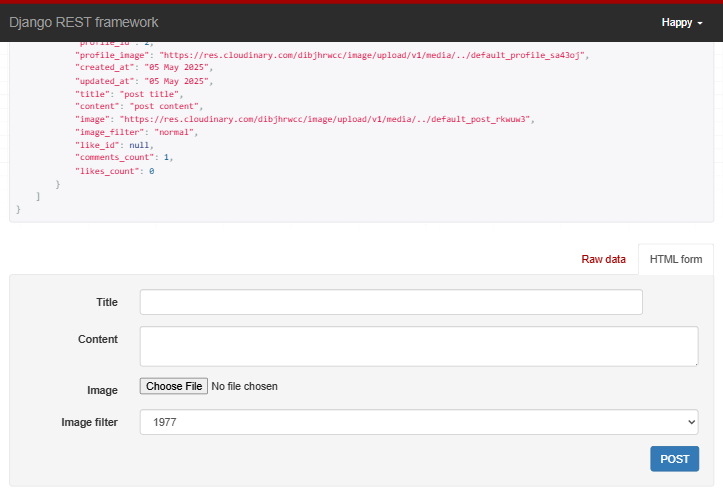 Django REST framework
Happy
"profile_id": 2,
"profile_image": "https://res.cloudinary.com/dibjhrwcc/image/upload/v1/media/../default_profile_sa43oj",
"created_at": "05 May 2025",
"updated_at": "05 May 2025",
"title": "post title",
"content": "post content",
"image": "https://res.cloudinary.com/dibjhrwcc/image/upload/v1/media/../default_post_rkwuw3",
"image_filter": "normal",
"like_id": null,
"comments_count": 1,
"likes_count": 0
}
]
}
Raw data
HTML form
Title
Content
Image Choose File No file chosen
Image filter 1977
POST